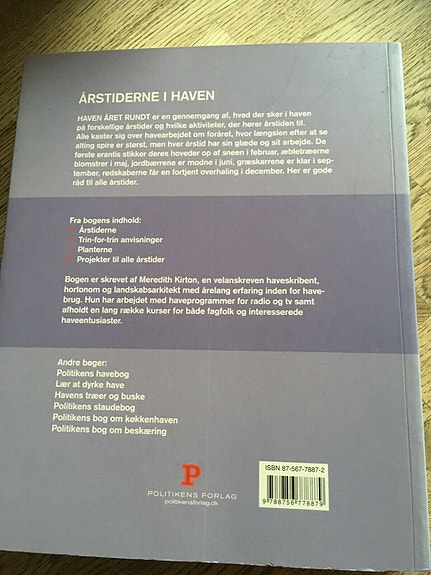 ÅRSTIDERNE I HAVEN
HAVEN ÅRET RUNDT er en gennemgang af, hvad der sker i haven
på forskellige årstider og hvilke aktiviteter, der hører årstiden til.
Alle kaster sig over havearbejdet om foråret, hvor længslen efter at se
alting spire er størst, men hver årstid har sin glæde og sit arbejde. De
første erantis stikker deres hoveder op af sneen i februar, æbletræerne
blomstrer i maj, jordbærrene er modne i juni, græskarrene er klar i sep-
tember, redskaberne får en fortjent overhaling i december. Her er gode
råd til alle årstider.
Fra bogens indhold:
Årstiderne
Trin-for-trin anvisninger
Planterne
Projekter til alle årstider
Bogen er skrevet af Meredith Kirton, en velanskreven haveskribent,
hortonom og landskabsarkitekt med årelang erfaring inden for have-
brug. Hun har arbejdet med haveprogrammer for radio og tv samt
afholdt en lang række kurser for både fagfolk og interesserede
haveentusiaster.
Andre bøger:
Politikens havebog
Lær at dyrke have
Havens træer og buske
Politikens staudebog
Politikens bog om køkkenhaven
Politikens bog om beskæring
P
POLITIKENS FORLAG
politikensforlag.dk
ISBN 87-567-7887-2
9 788756 778879